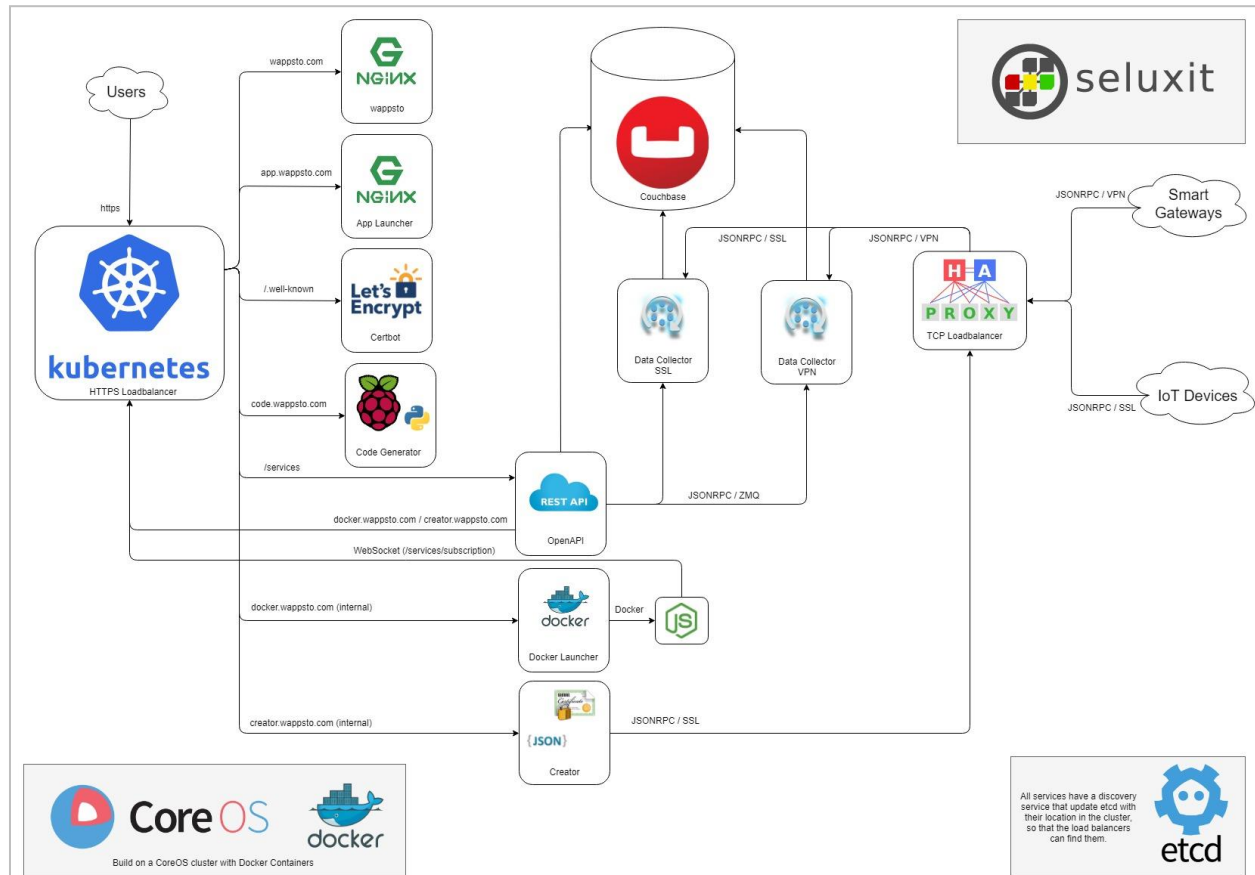 wappsto.com
NGiNX
wappsto
Users
seluxit
app.wappsto.com
NGiNX
App Launcher
Couchbase
https
JSONRPC / VPN
Smart
Gateways
JSONRPC / SSL
JSONRPC / VPN
kubernetes
HTTPS Loadbalancer
/.well-known
Let's
Encrypt
Certbot
Data Collector
SSL
Data Collector
VPN
H=A
PROXY
TCP Loadbalancer
IoT Devices
JSONRPC / SSL
code.wappsto.com
Code Generator
/services
REST API
OpenAPI
JSONRPC / ZMQ
docker.wappsto.com / creator.wappsto.com
WebSocket (/services/subscription)
docker.wappsto.com (internal)
docker
Docker Launcher
Docker
JS
creator.wappsto.com (internal)
Certificate
{JSON}
Creator
JSONRPC / SSL
Core OS
docker
Build on a CoreOS cluster with Docker Containers
All services have a discovery
service that update etcd with
their location in the cluster,
so that the load balancers
can find them.
etcd